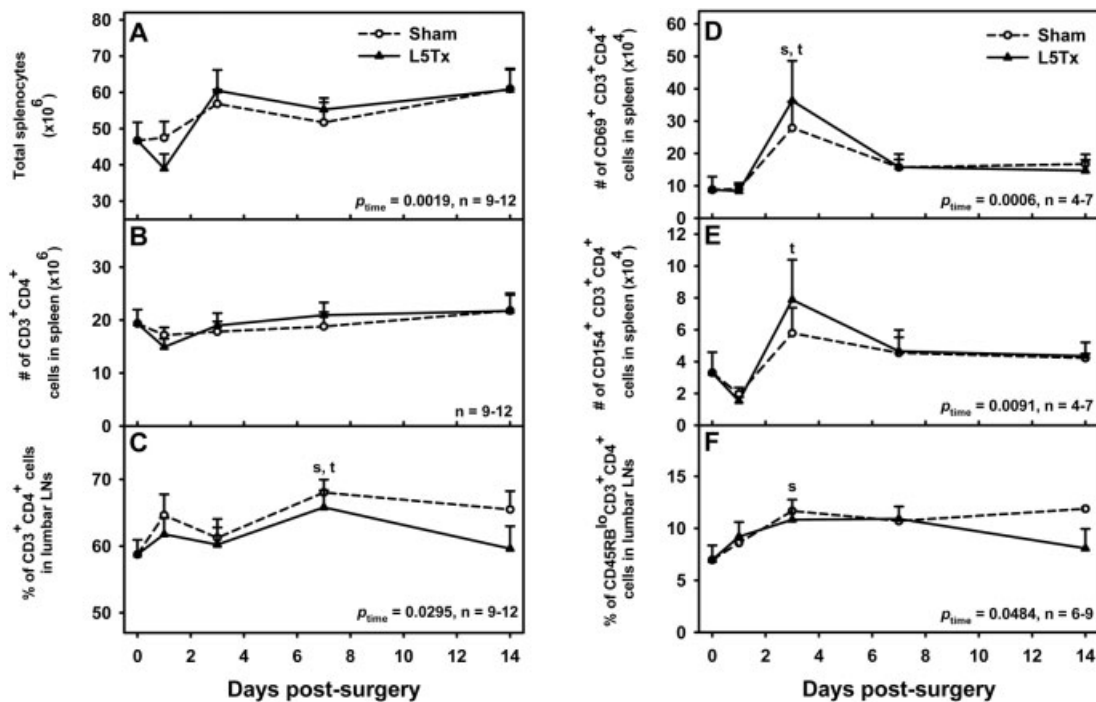 A
Sham
L5Tx
Total splenocytes
(x10⁶)
80
70
60
50
40
30
p_time = 0.0019, n = 9-12
B
# of CD3⁺CD4⁺
cells in spleen (x10⁶)
30
20
10
0
n = 9-12
C
% of CD3⁺CD4⁺ cells
in lumbar LNs
70
60
50
s, t
p_time = 0.0295, n = 9-12
0 2 4 6 8 10 12 14
Days post-surgery
D
Sham
L5Tx
# of CD69⁺ CD3⁺CD4⁺
cells in spleen (x10⁴)
60
50
40
30
20
10
0
s, t
p_time = 0.0006, n = 4-7
E
# of CD154⁺ CD3⁺CD4⁺
cells in spleen (x10⁴)
12
10
8
6
4
2
0
t
p_time = 0.0091, n = 4-7
F
% of CD45RB^lo CD3⁺CD4⁺
cells in lumbar LNs
15
10
5
0
s
p_time = 0.0484, n = 6-9
0 2 4 6 8 10 12 14
Days post-surgery